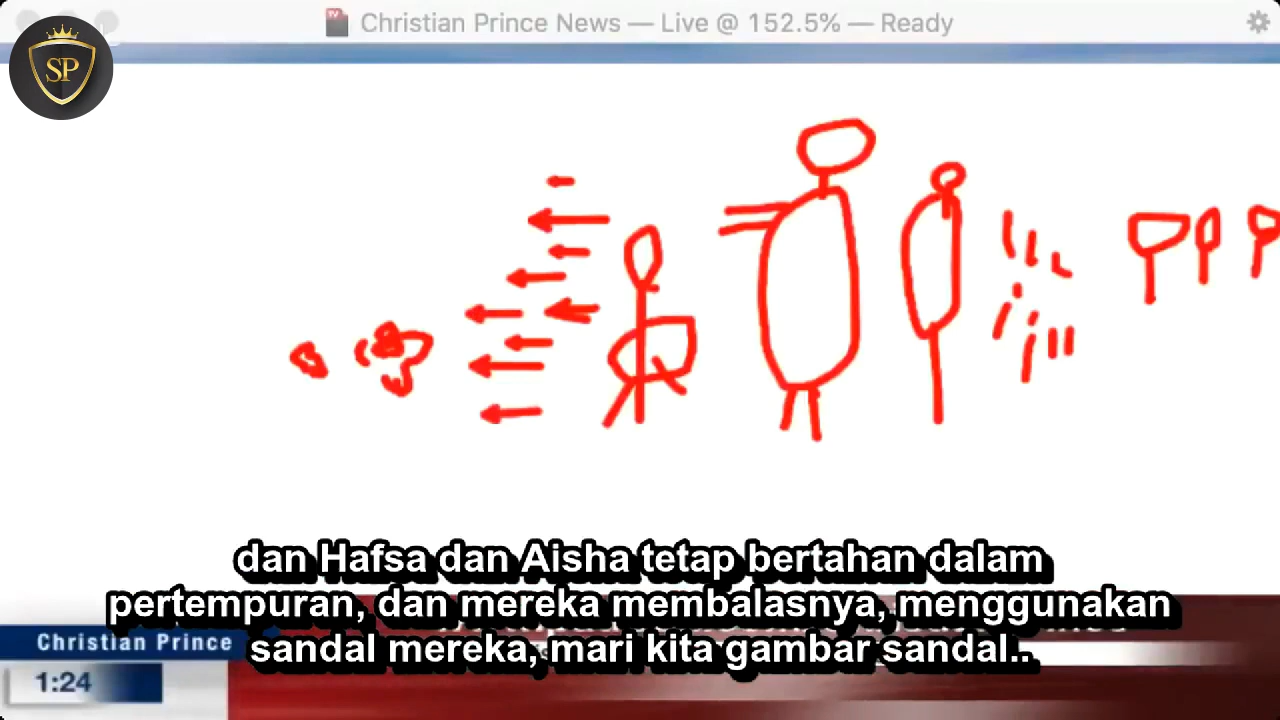 Christian Prince News — Live @ 152.5% — Ready
SP
dan Hafsa dan Aisha tetap bertahan dalam
pertempuran, dan mereka membalasnya, menggunakan
sandal mereka, mari kita gambar sandal..
Christian Prince
1:24